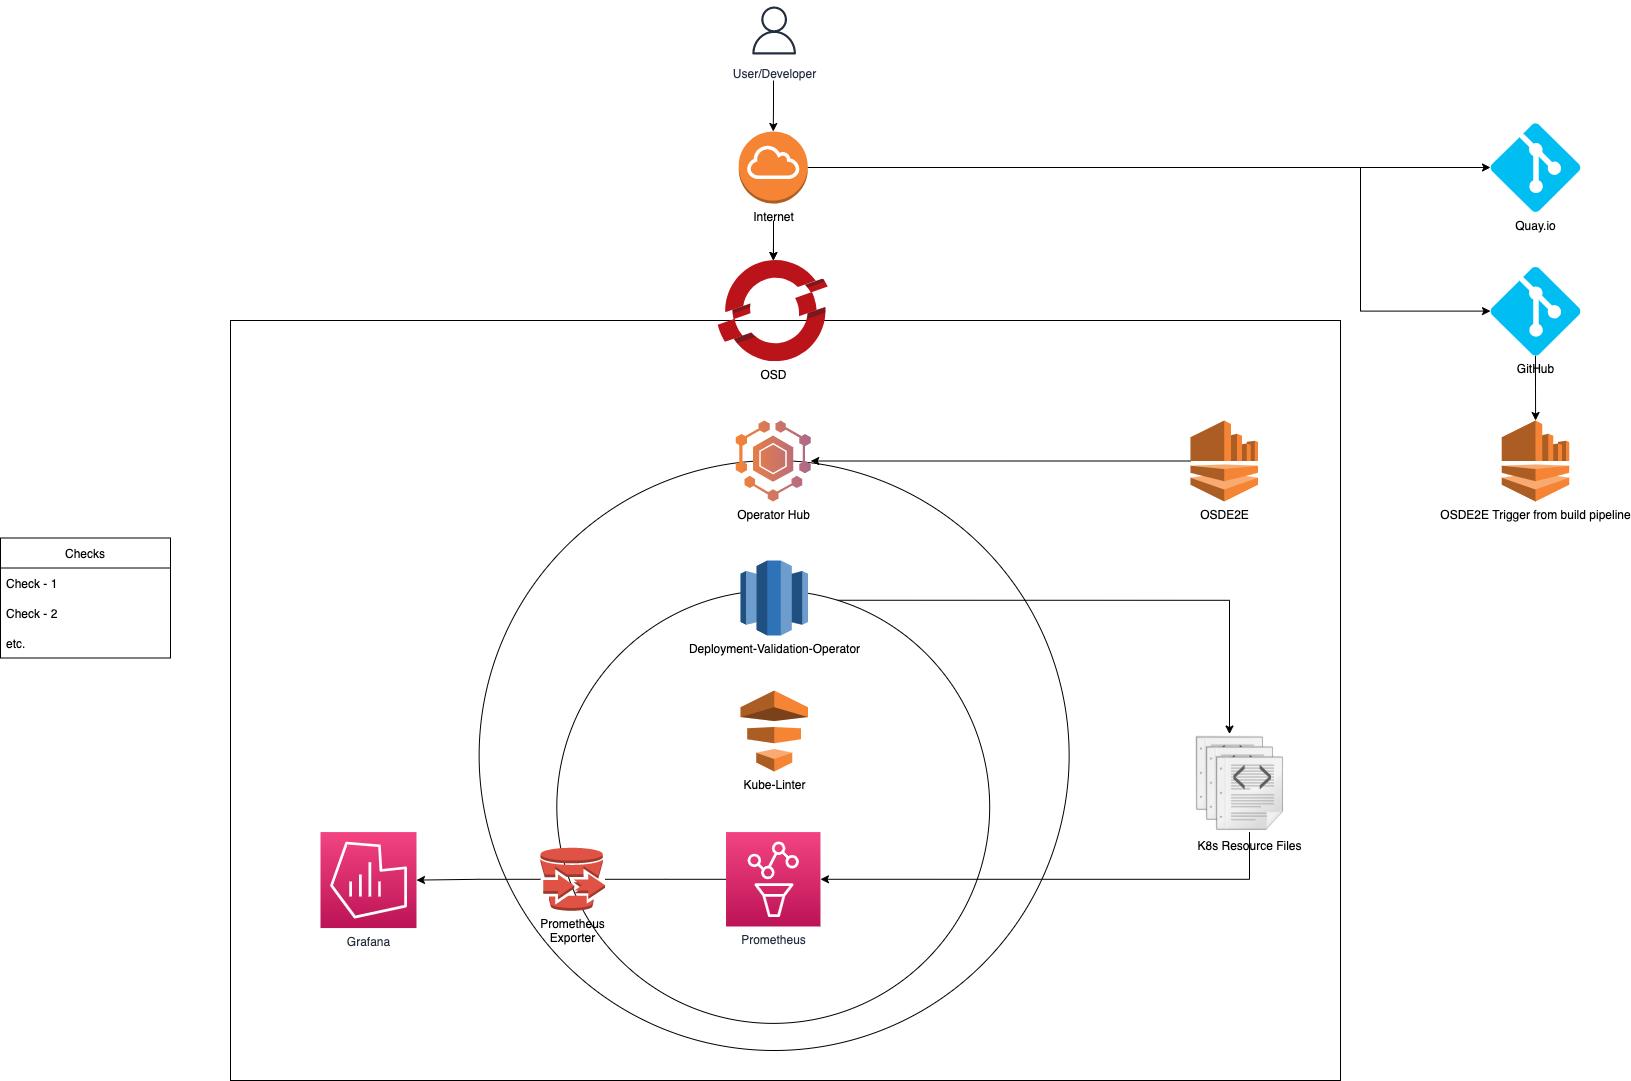 User/Developer
Internet
Quay.io
GitHub
OSD
Operator Hub
OSDE2E
OSDE2E Trigger from build pipeline
Checks
Check - 1
Check - 2
etc.
Deployment-Validation-Operator
Kube-Linter
K8s Resource Files
Prometheus
Exporter
Prometheus
Grafana